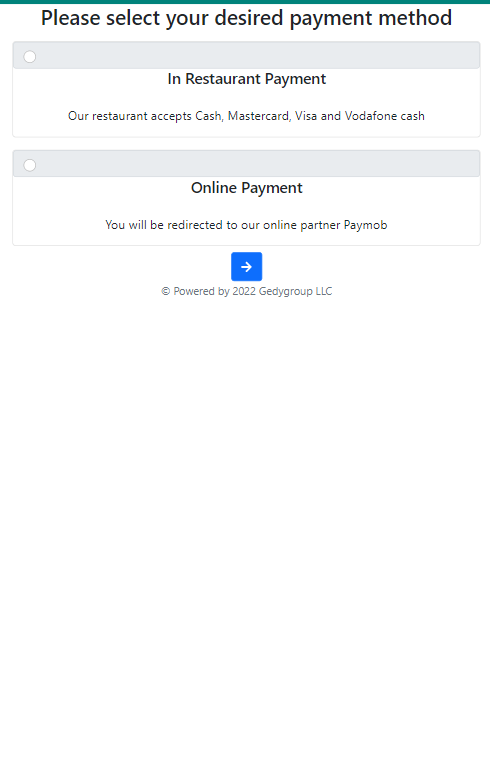 Please select your desired payment method
In Restaurant Payment
Our restaurant accepts Cash, Mastercard, Visa and Vodafone cash
Online Payment
You will be redirected to our online partner Paymob
© Powered by 2022 Gedygroup LLC